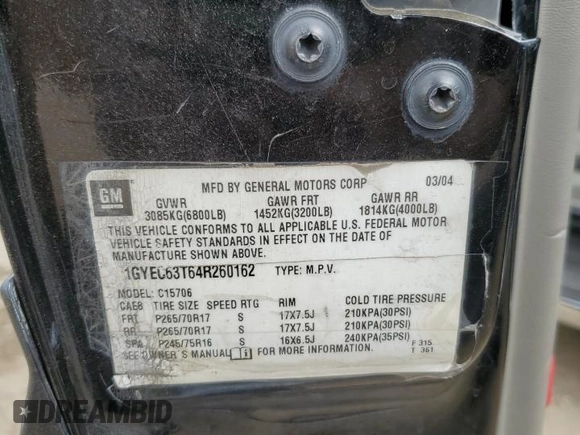 GM
MFD BY GENERAL MOTORS CORP 03/04
GVWR GAWR FRT GAWR RR
3085KG(6800LB) 1452KG(3200LB) 1814KG(4000LB)
THIS VEHICLE CONFORMS TO ALL APPLICABLE U.S. FEDERAL MOTOR
VEHICLE SAFETY STANDARDS IN EFFECT ON THE DATE OF
MANUFACTURE SHOWN ABOVE.
1GYEC63T64R260162 TYPE: M.P.V.
MODEL: C15706
CAE8 TIRE SIZE SPEED RTG RIM COLD TIRE PRESSURE
FRT P265/70R17 S 17X7.5J 210KPA(30PSI)
RR P265/70R17 S 17X7.5J 210KPA(30PSI)
SPA P245/75R16 S 16X6.5J 240KPA(35PSI)
SEE OWNER'S MANUAL FOR MORE INFORMATION. F 315
T 361
DREAMBID